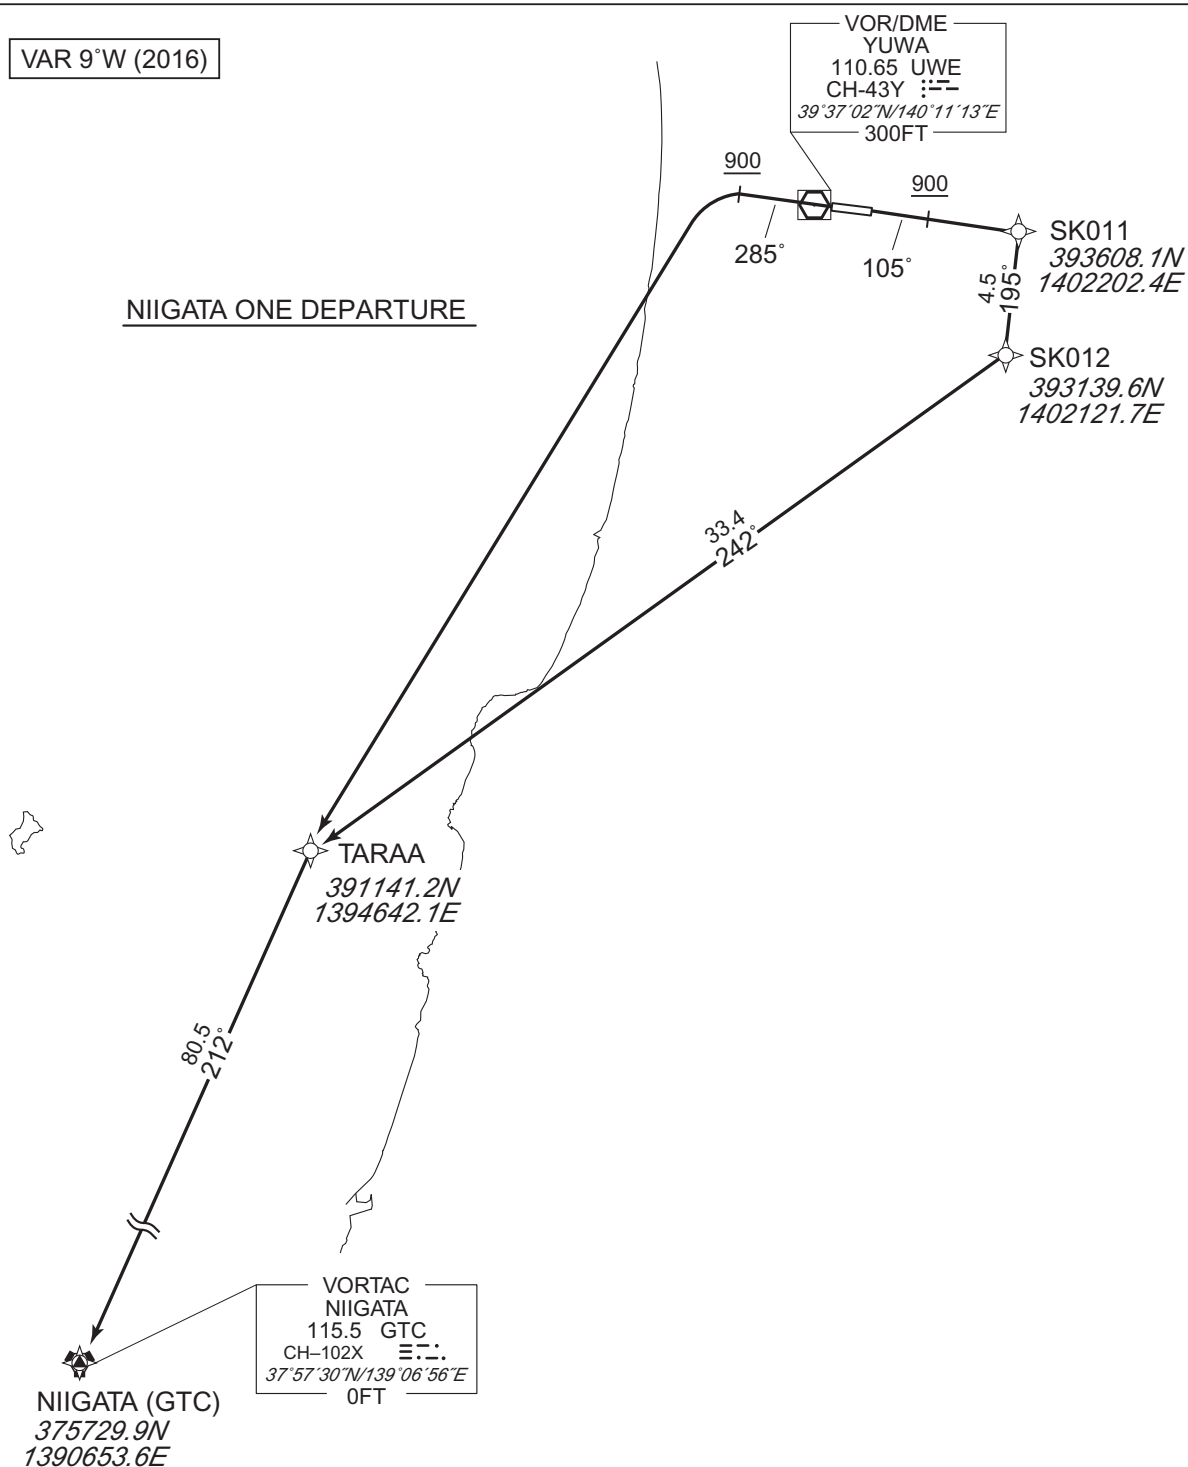 VAR 9°W (2016)
VOR/DME
YUWA
110.65 UWE
CH-43Y
39°37´02˝N/140°11´13˝E
300FT
900
900
285°
105°
SK011
393608.1N
1402202.4E
4.5
195°
NIIGATA ONE DEPARTURE
SK012
393139.6N
1402121.7E
33.4
242°
TARAA
391141.2N
1394642.1E
80.5
212°
VORTAC
NIIGATA
115.5 GTC
CH–102X
37°57´30˝N/139°06´56˝E
0FT
NIIGATA (GTC)
375729.9N
1390653.6E